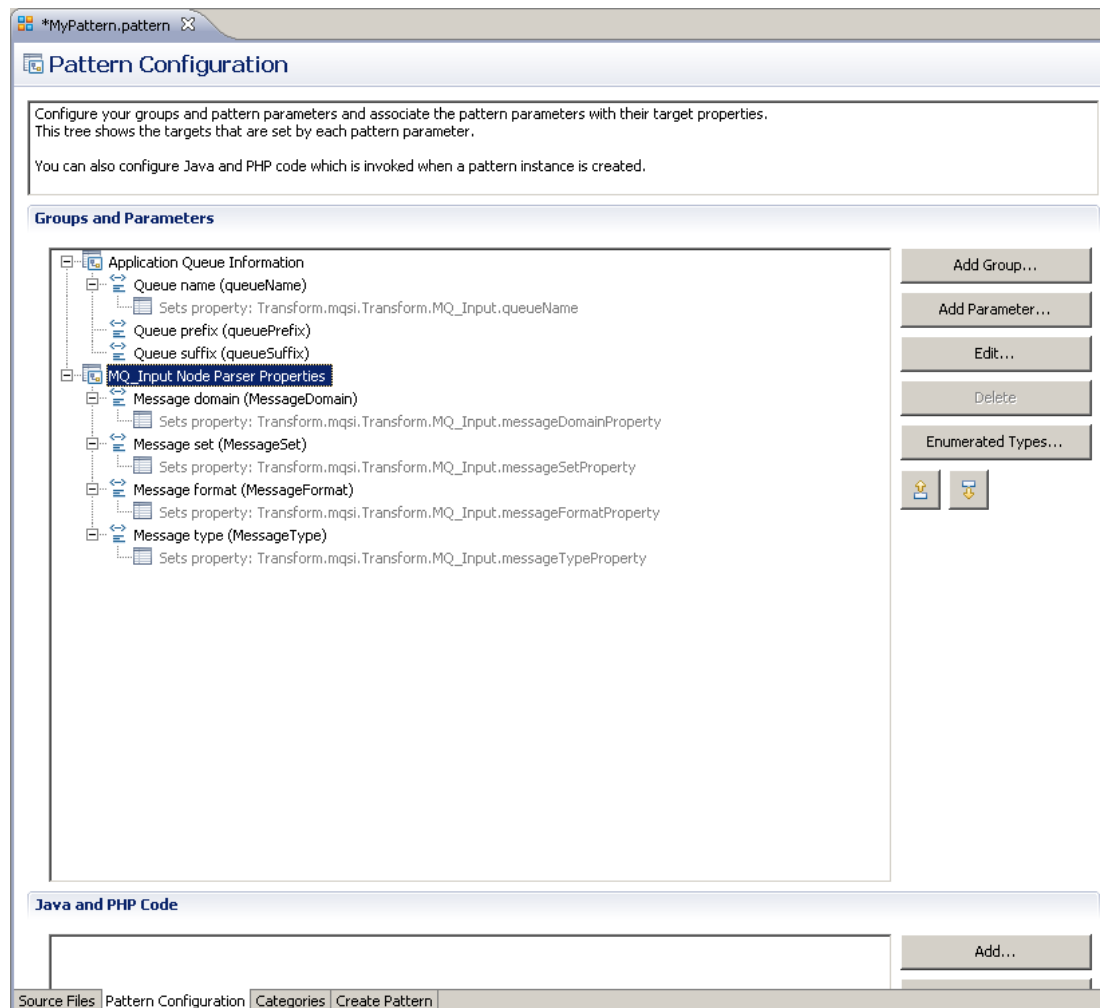 *MyPattern.pattern
Pattern Configuration
Configure your groups and pattern parameters and associate the pattern parameters with their target properties.
This tree shows the targets that are set by each pattern parameter.
You can also configure Java and PHP code which is invoked when a pattern instance is created.
Groups and Parameters
Application Queue Information
Queue name (queueName)
Sets property: Transform.mqsi.Transform.MQ_Input.queueName
Queue prefix (queuePrefix)
Queue suffix (queueSuffix)
MQ_Input Node Parser Properties
Message domain (MessageDomain)
Sets property: Transform.mqsi.Transform.MQ_Input.messageDomainProperty
Message set (MessageSet)
Sets property: Transform.mqsi.Transform.MQ_Input.messageSetProperty
Message format (MessageFormat)
Sets property: Transform.mqsi.Transform.MQ_Input.messageFormatProperty
Message type (MessageType)
Sets property: Transform.mqsi.Transform.MQ_Input.messageTypeProperty
Add Group...
Add Parameter...
Edit...
Delete
Enumerated Types...
Java and PHP Code
Add...
Source Files Pattern Configuration Categories Create Pattern